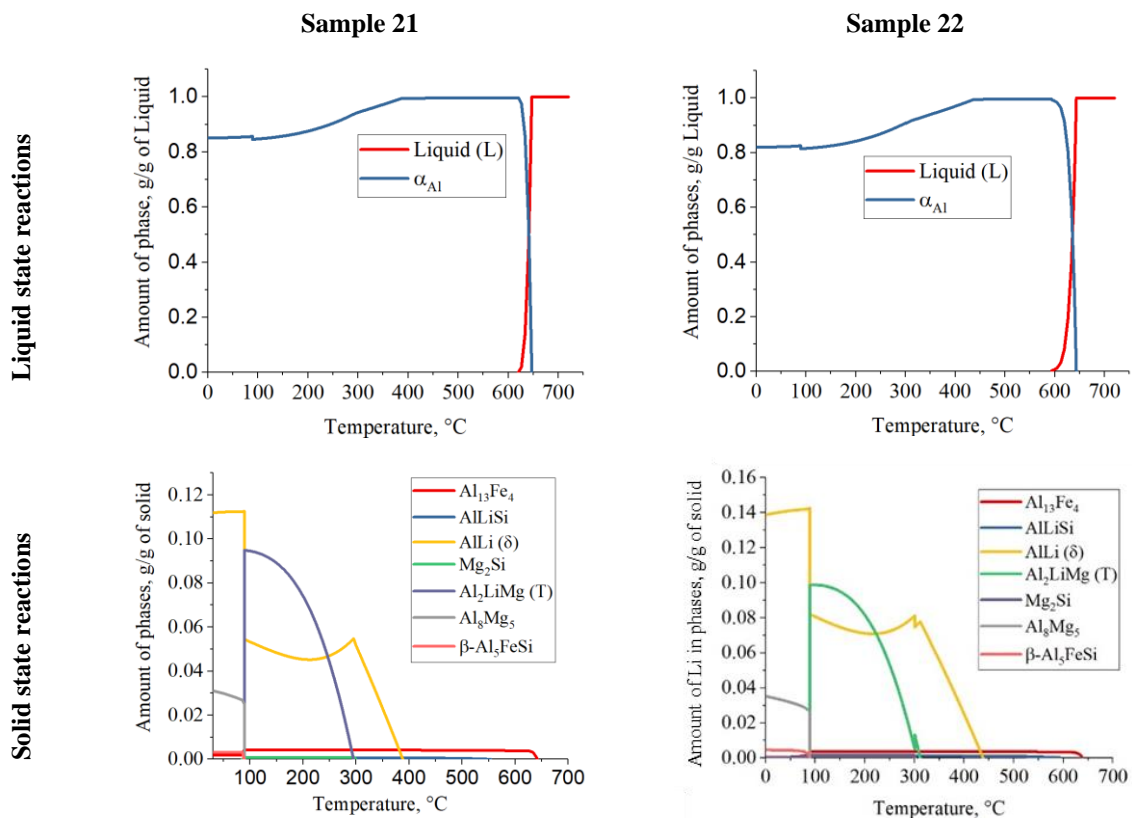 Sample 21
Sample 22
Liquid state reactions
Amount of phase, g/g of Liquid
1.0
0.8
0.6
0.4
0.2
0.0
Liquid (L)
α_Al
0 100 200 300 400 500 600 700
Temperature, °C
Amount of phases, g/g Liquid
1.0
0.8
0.6
0.4
0.2
0.0
Liquid (L)
α_Al
0 100 200 300 400 500 600 700
Temperature, °C
Solid state reactions
Amount of phases, g/g of solid
0.12
0.10
0.08
0.06
0.04
0.02
0.00
Al₁₃Fe₄
AlLiSi
AlLi (δ)
Mg₂Si
Al₂LiMg (T)
Al₈Mg₅
β-Al₅FeSi
100 200 300 400 500 600 700
Temperature, °C
Amount of Li in phases, g/g of solid
0.16
0.14
0.12
0.10
0.08
0.06
0.04
0.02
0.00
Al₁₃Fe₄
AlLiSi
AlLi (δ)
Al₂LiMg (T)
Mg₂Si
Al₈Mg₅
β-Al₅FeSi
0 100 200 300 400 500 600 700
Temperature, °C